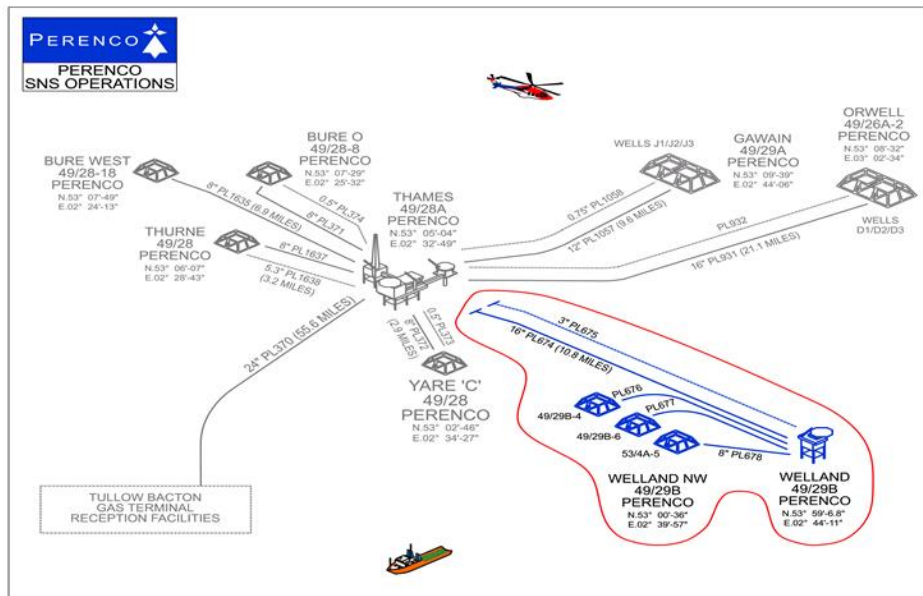 PERENCO
PERENCO
SNS OPERATIONS
BURE WEST
49/28-18
PERENCO
N.53° 07'-49"
E.02° 24'-13"
BURE O
49/28-8
PERENCO
N.53° 07'-29"
E.02° 25'-32"
THURNE
49/28
PERENCO
N.53° 06'-07"
E.02° 28'-43"
THAMES
49/28A
PERENCO
N.53° 05'-04"
E.02° 32'-49"
WELLS J1/J2/J3
GAWAIN
49/29A
PERENCO
N.53° 09'-39"
E.02° 44'-06"
ORWELL
49/26A-2
PERENCO
N.53° 08'-32"
E.03° 02'-34"
WELLS
D1/D2/D3
0.5" PL374
8" PL371
8" PL1635 (6.9 MILES)
8" PL1637
5.3" PL1638
(3.2 MILES)
24" PL370 (55.6 MILES)
0.75" PL1058
12" PL1057 (9.6 MILES)
PL932
16" PL931 (21.1 MILES)
0.5" PL373
8" PL372
(2.9 MILES)
YARE 'C'
49/28
PERENCO
N.53° 02'-46"
E.02° 34'-27"
3" PL675
16" PL674 (10.8 MILES)
PL676
PL677
8" PL678
49/29B-4
49/29B-6
53/4A-5
WELLAND NW
49/29B
PERENCO
N.53° 00'-36"
E.02° 39'-57"
WELLAND
49/29B
PERENCO
N.53° 59'-6.8"
E.02° 44'-11"
TULLOW BACTON
GAS TERMINAL
RECEPTION FACILITIES